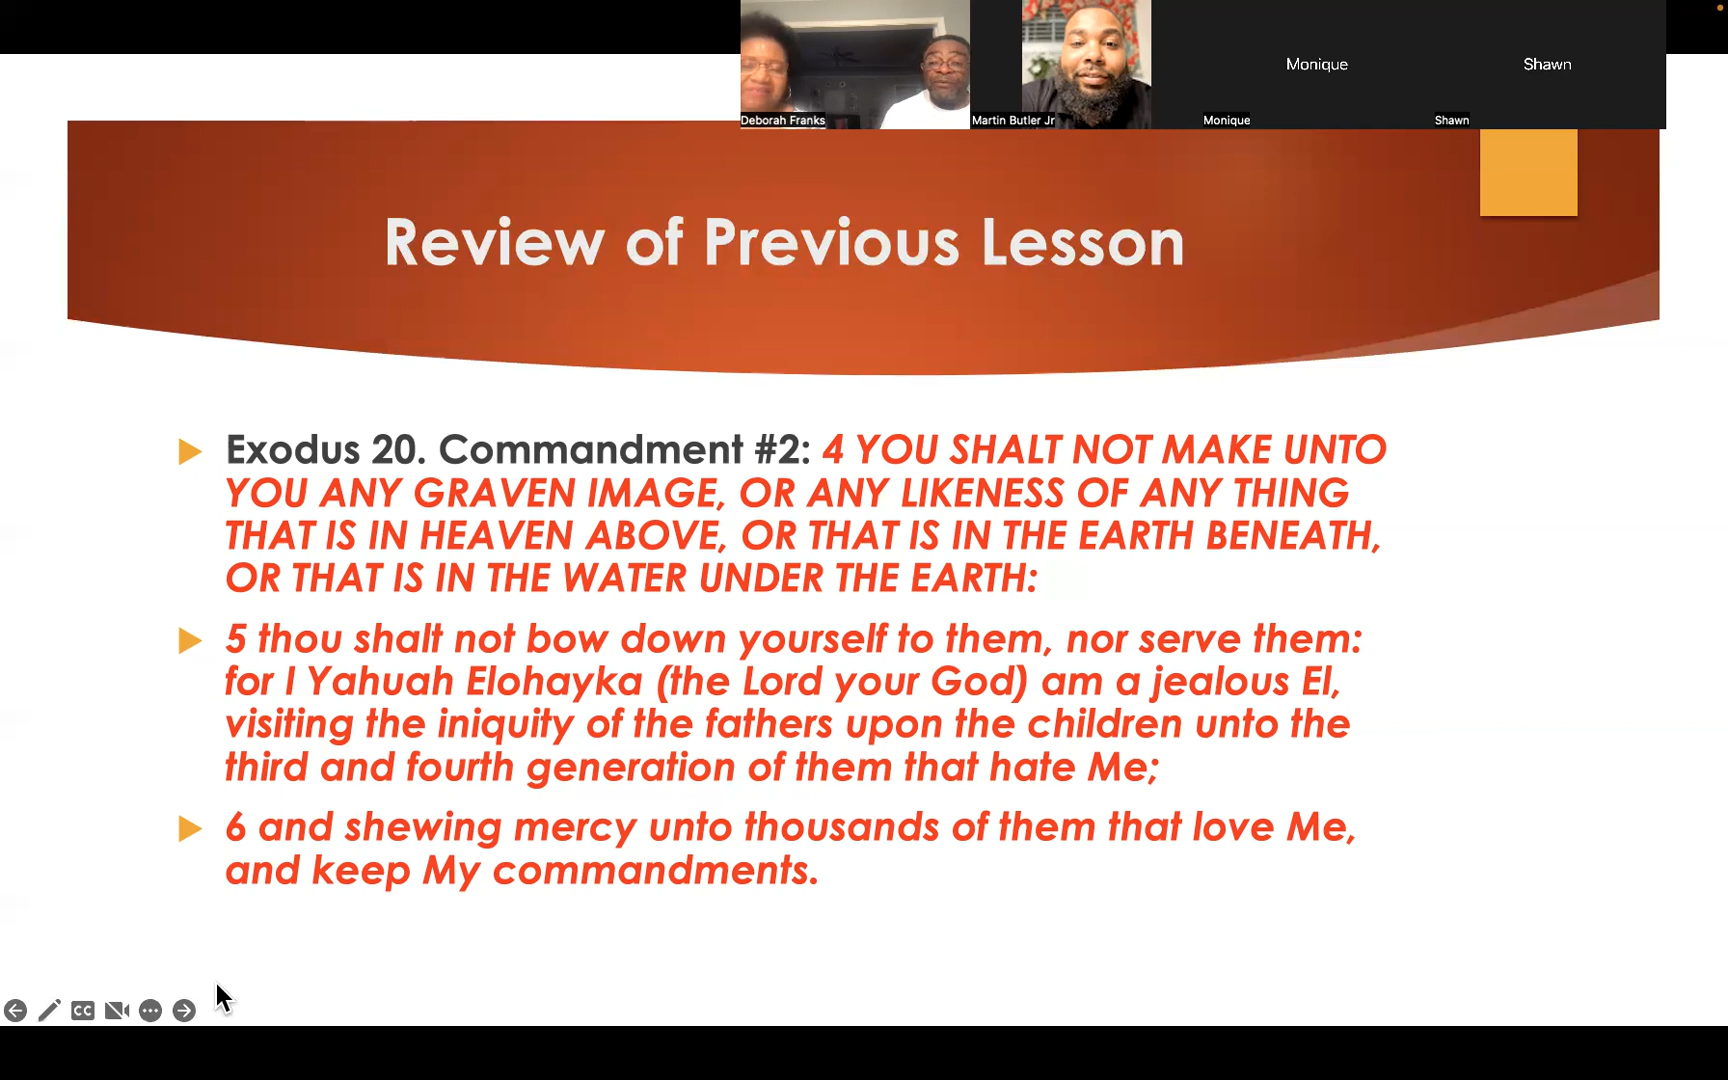 Monique
Shawn
Deborah Franks
Martin Butler Jr
Monique
Shawn
Review of Previous Lesson
Exodus 20. Commandment #2: 4 YOU SHALT NOT MAKE UNTO
YOU ANY GRAVEN IMAGE, OR ANY LIKENESS OF ANY THING
THAT IS IN HEAVEN ABOVE, OR THAT IS IN THE EARTH BENEATH,
OR THAT IS IN THE WATER UNDER THE EARTH:
5 thou shalt not bow down yourself to them, nor serve them:
for I Yahuah Elohayka (the Lord your God) am a jealous El,
visiting the iniquity of the fathers upon the children unto the
third and fourth generation of them that hate Me;
6 and shewing mercy unto thousands of them that love Me,
and keep My commandments.
CC